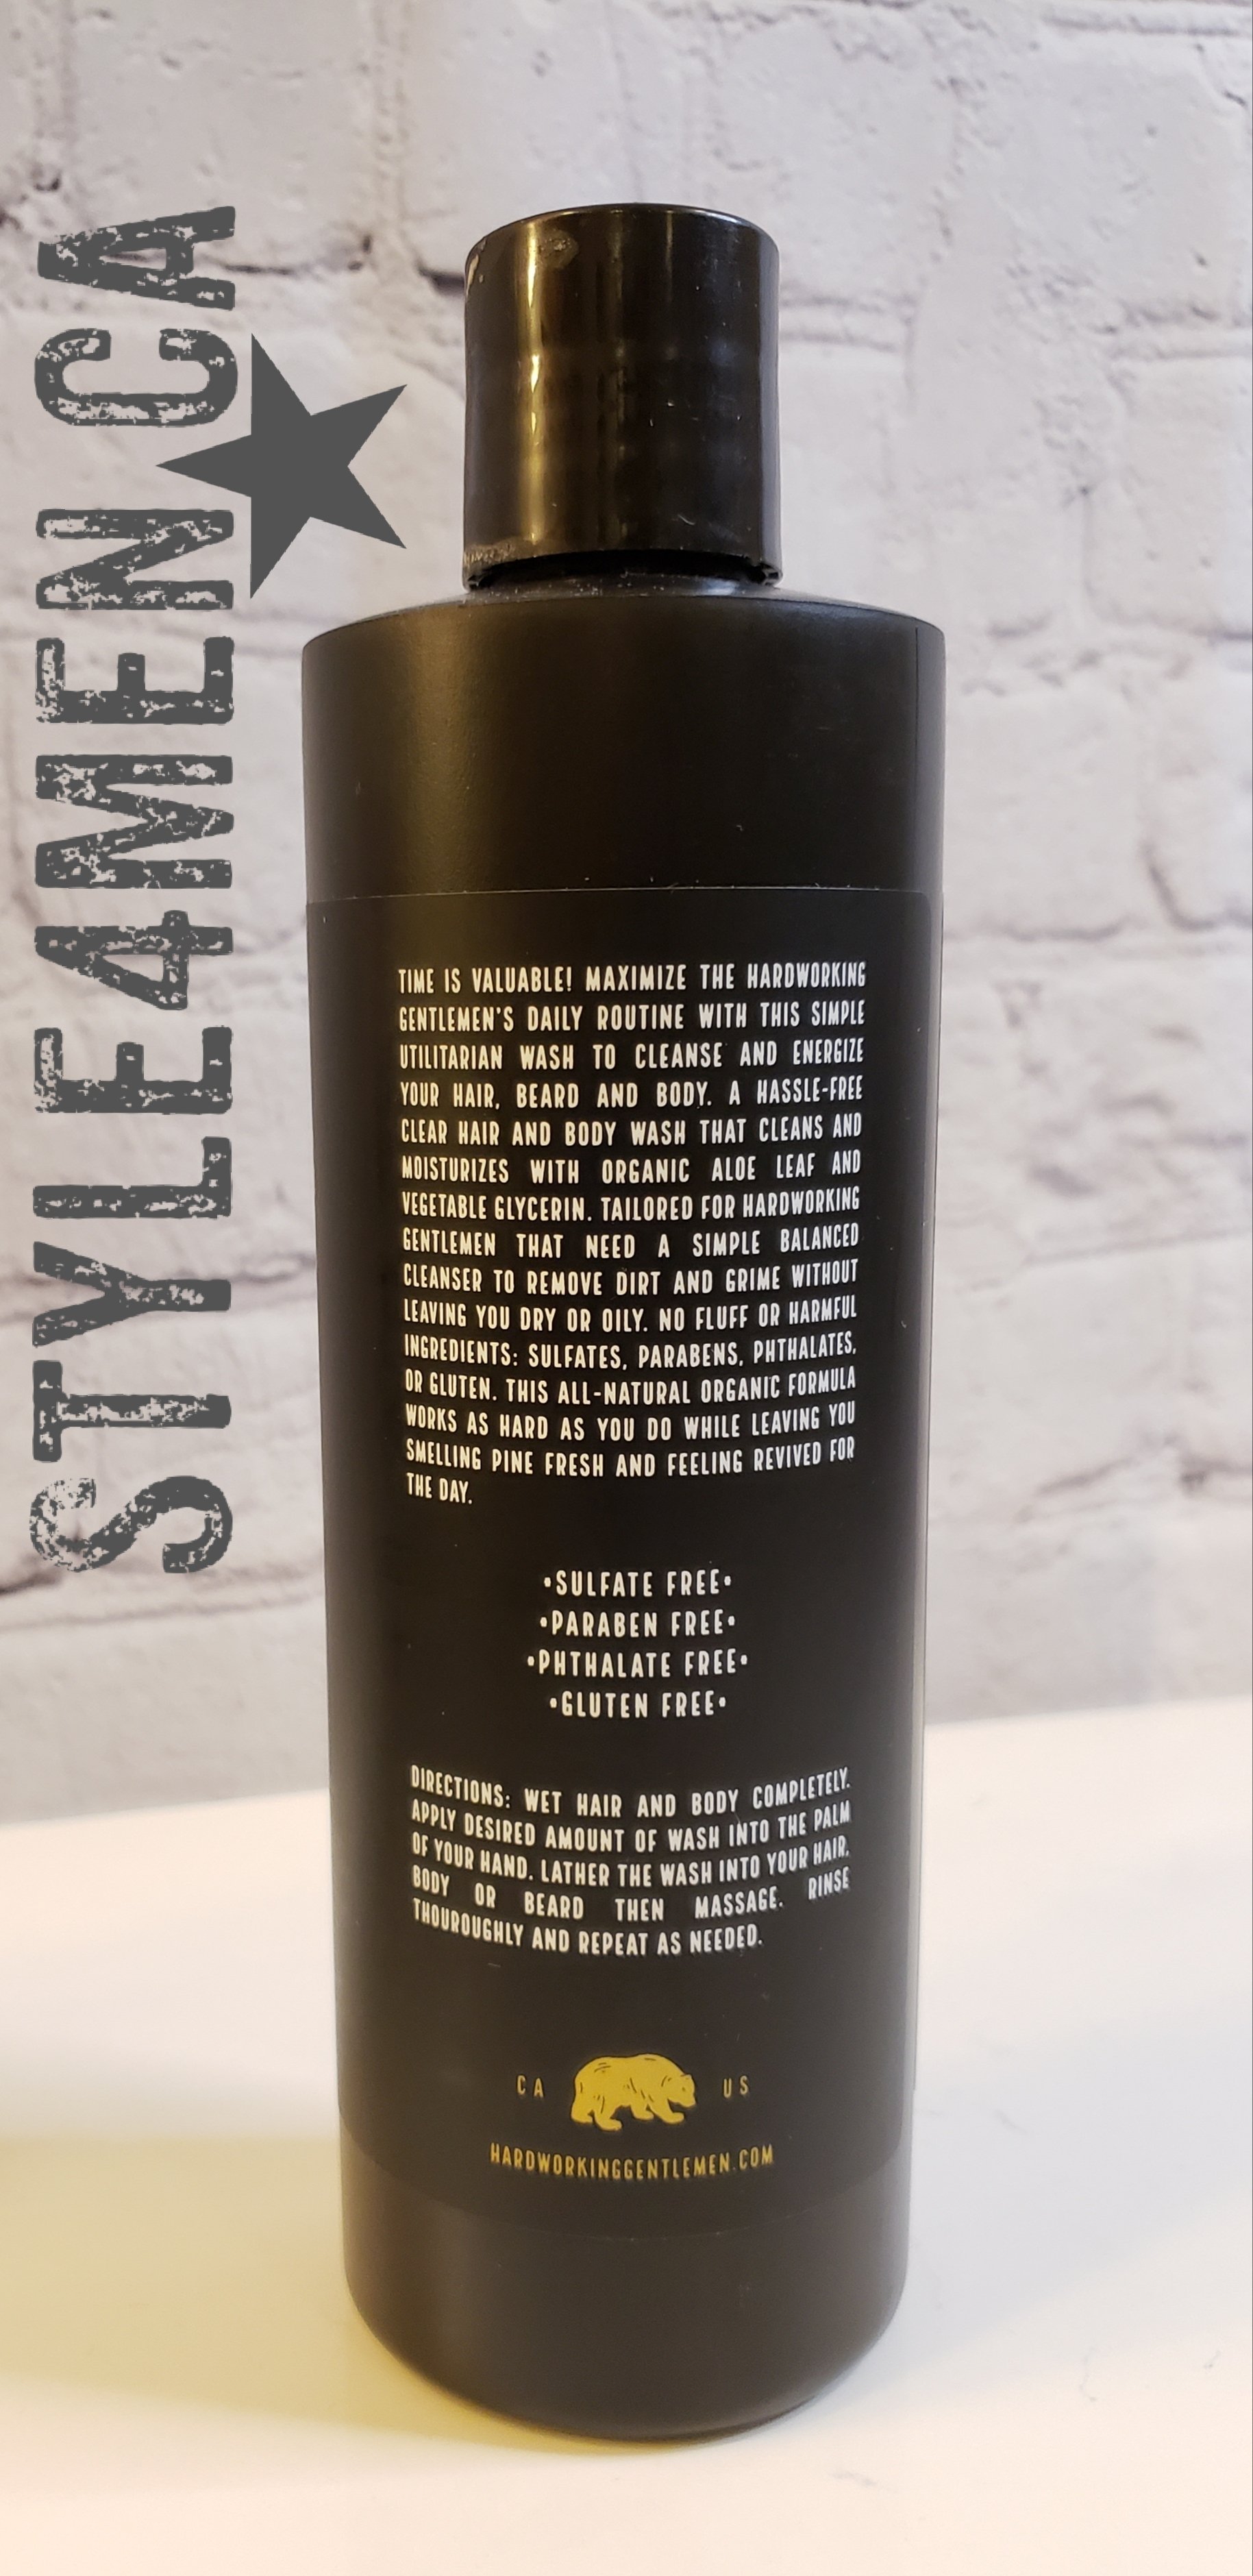 STYLE4MEN★CA
TIME IS VALUABLE! MAXIMIZE THE HARDWORKING
GENTLEMEN'S DAILY ROUTINE WITH THIS SIMPLE
UTILITARIAN WASH TO CLEANSE AND ENERGIZE
YOUR HAIR, BEARD AND BODY. A HASSLE-FREE
CLEAR HAIR AND BODY WASH THAT CLEANS AND
MOISTURIZES WITH ORGANIC ALOE LEAF AND
VEGETABLE GLYCERIN. TAILORED FOR HARDWORKING
GENTLEMEN THAT NEED A SIMPLE BALANCED
CLEANSER TO REMOVE DIRT AND GRIME WITHOUT
LEAVING YOU DRY OR OILY. NO FLUFF OR HARMFUL
INGREDIENTS: SULFATES, PARABENS, PHTHALATES,
OR GLUTEN. THIS ALL-NATURAL ORGANIC FORMULA
WORKS AS HARD AS YOU DO WHILE LEAVING YOU
SMELLING PINE FRESH AND FEELING REVIVED FOR
THE DAY.
•SULFATE FREE•
•PARABEN FREE•
•PHTHALATE FREE•
•GLUTEN FREE•
DIRECTIONS: WET HAIR AND BODY COMPLETELY.
APPLY DESIRED AMOUNT OF WASH INTO THE PALM
OF YOUR HAND. LATHER THE WASH INTO YOUR HAIR,
BODY OR BEARD THEN MASSAGE. RINSE
THOUROUGHLY AND REPEAT AS NEEDED.
CA US
HARDWORKINGGENTLEMEN.COM